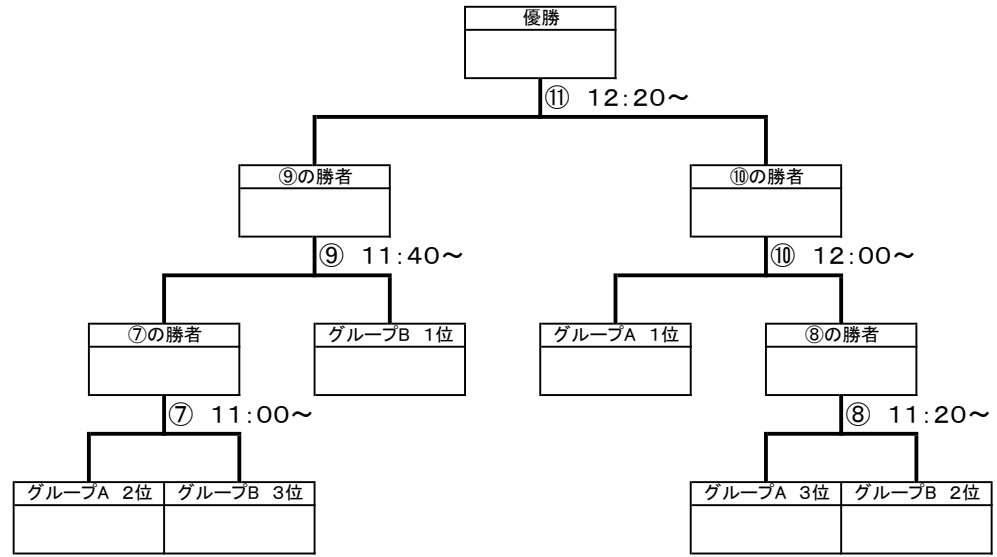 優勝
⑪ 12:20～
⑨の勝者 ⑩の勝者
⑨ 11:40～ ⑩ 12:00～
⑦の勝者 グループB 1位 グループA 1位 ⑧の勝者
⑦ 11:00～ ⑧ 11:20～
グループA 2位 グループB 3位 グループA 3位 グループB 2位